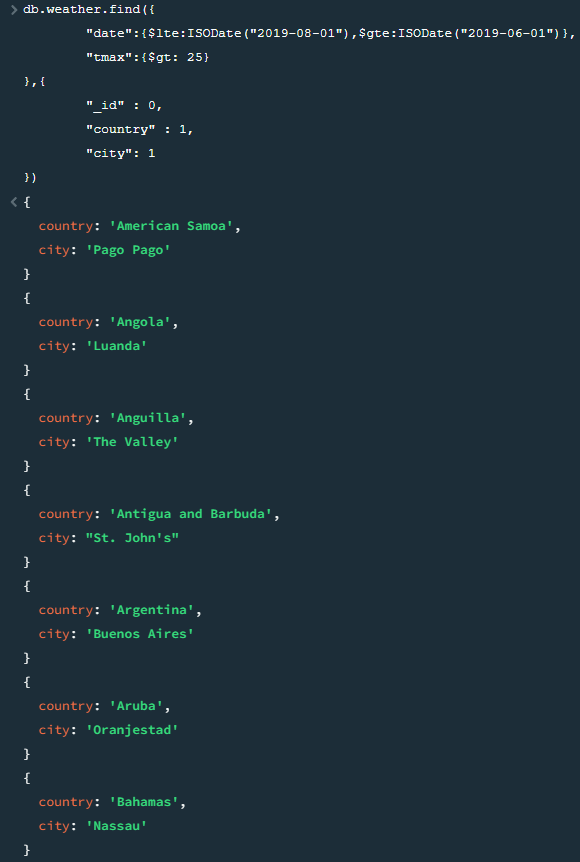 > db.weather.find({
"date":{$lte:ISODate("2019-08-01"),$gte:ISODate("2019-06-01")},
"tmax":{$gt: 25}
},{
"_id" : 0,
"country" : 1,
"city": 1
})
< {
country: 'American Samoa',
city: 'Pago Pago'
}
{
country: 'Angola',
city: 'Luanda'
}
{
country: 'Anguilla',
city: 'The Valley'
}
{
country: 'Antigua and Barbuda',
city: "St. John's"
}
{
country: 'Argentina',
city: 'Buenos Aires'
}
{
country: 'Aruba',
city: 'Oranjestad'
}
{
country: 'Bahamas',
city: 'Nassau'
}